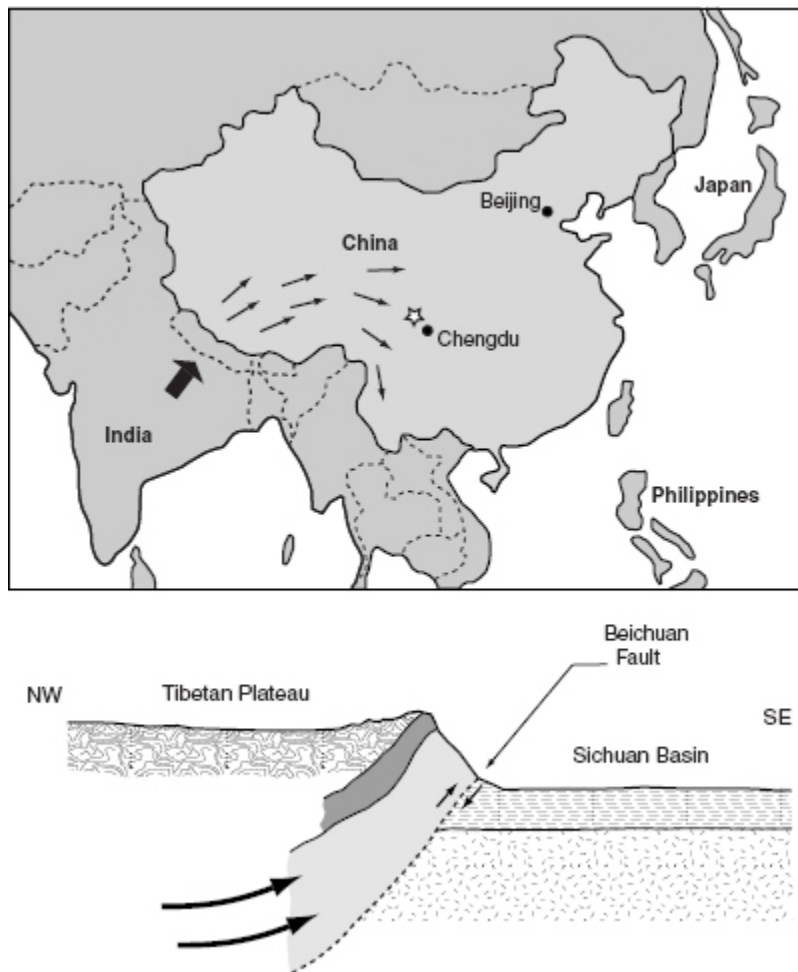 Beijing
Japan
China
Chengdu
India
Philippines
Beichuan
Fault
NW
Tibetan Plateau
SE
Sichuan Basin